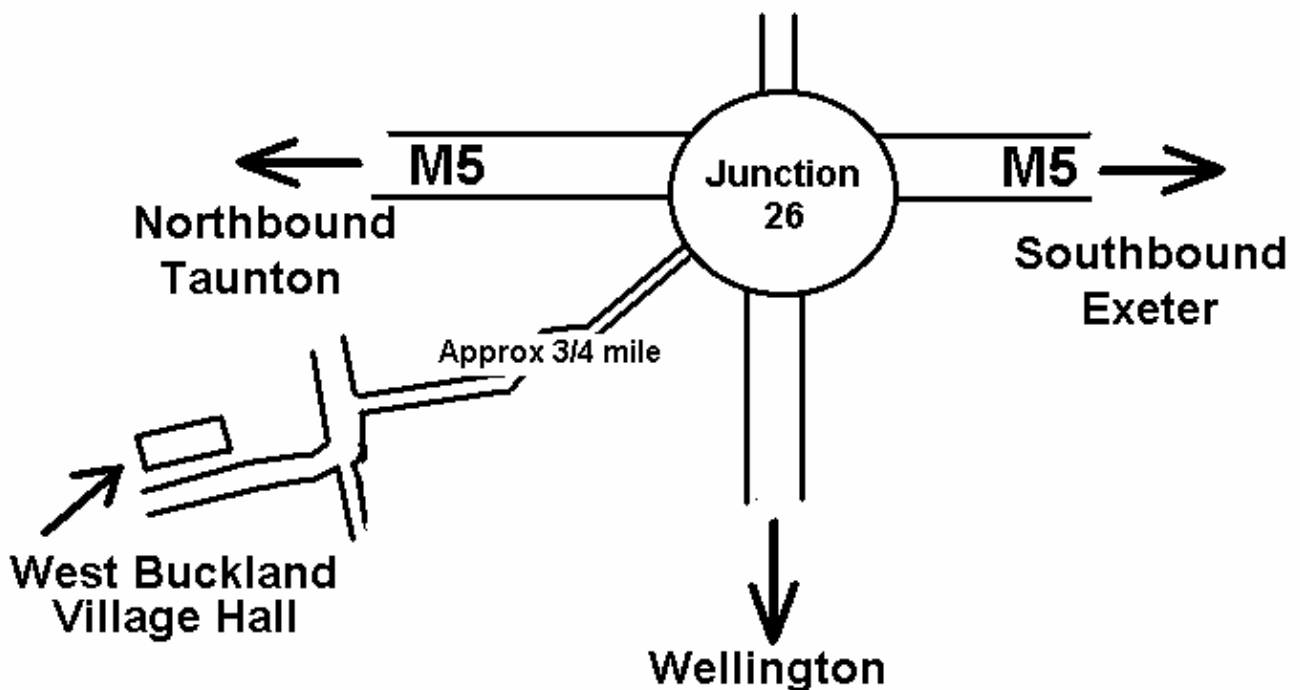 M5
Junction
26
M5
Northbound
Taunton
Southbound
Exeter
Approx 3/4 mile
West Buckland
Village Hall
Wellington